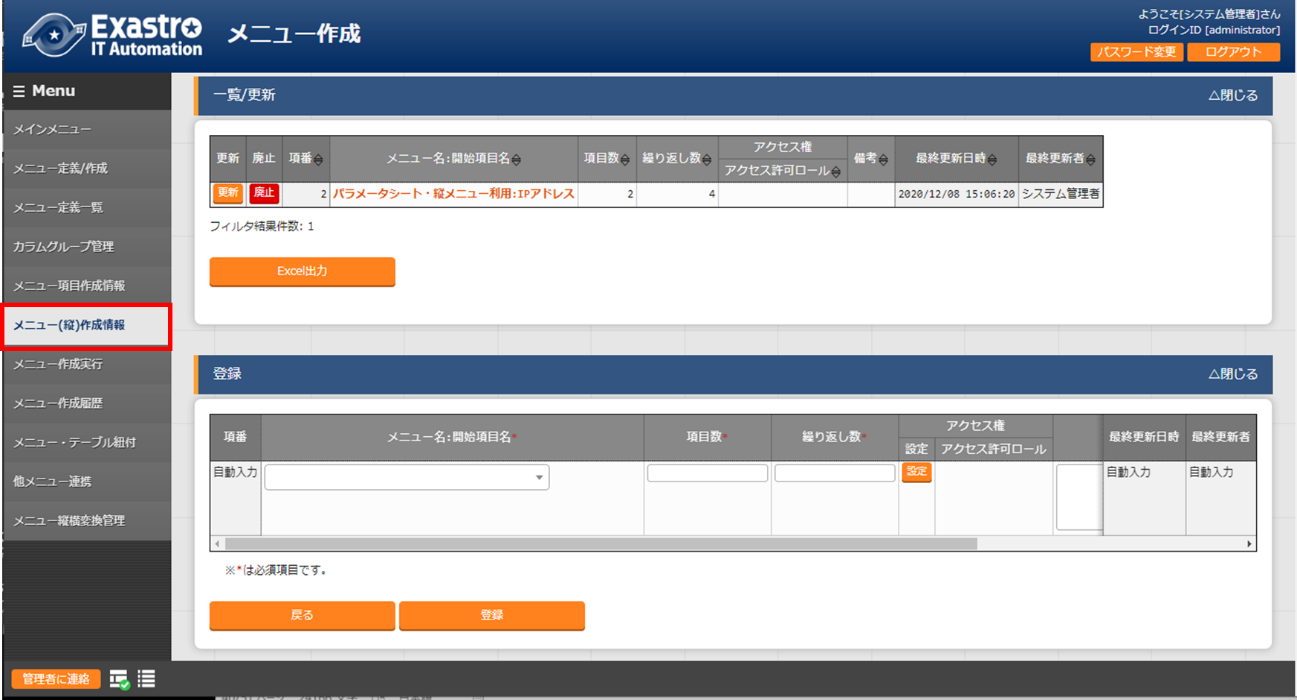 Exastro
IT Automation
メニュー作成
ようこそ[システム管理者]さん
ログインID [administrator]
パスワード変更 ログアウト
Menu
メインメニュー
メニュー定義/作成
メニュー定義一覧
カラムグループ管理
メニュー項目作成情報
メニュー(縦)作成情報
メニュー作成実行
メニュー作成履歴
メニュー・テーブル紐付
他メニュー連携
メニュー縦横変換管理
一覧/更新 △閉じる
更新 廃止 項番 メニュー名:開始項目名 項目数 繰り返し数 アクセス権 備考 最終更新日時 最終更新者
アクセス許可ロール
更新 廃止 2 パラメータシート・縦メニュー利用:IPアドレス 2 4 2020/12/08 15:06:20 システム管理者
フィルタ結果件数: 1
Excel出力
登録 △閉じる
項番 メニュー名:開始項目名* 項目数* 繰り返し数* アクセス権 最終更新日時 最終更新者
設定 アクセス許可ロール
自動入力 設定 自動入力 自動入力
※*は必須項目です。
戻る 登録
管理者に連絡